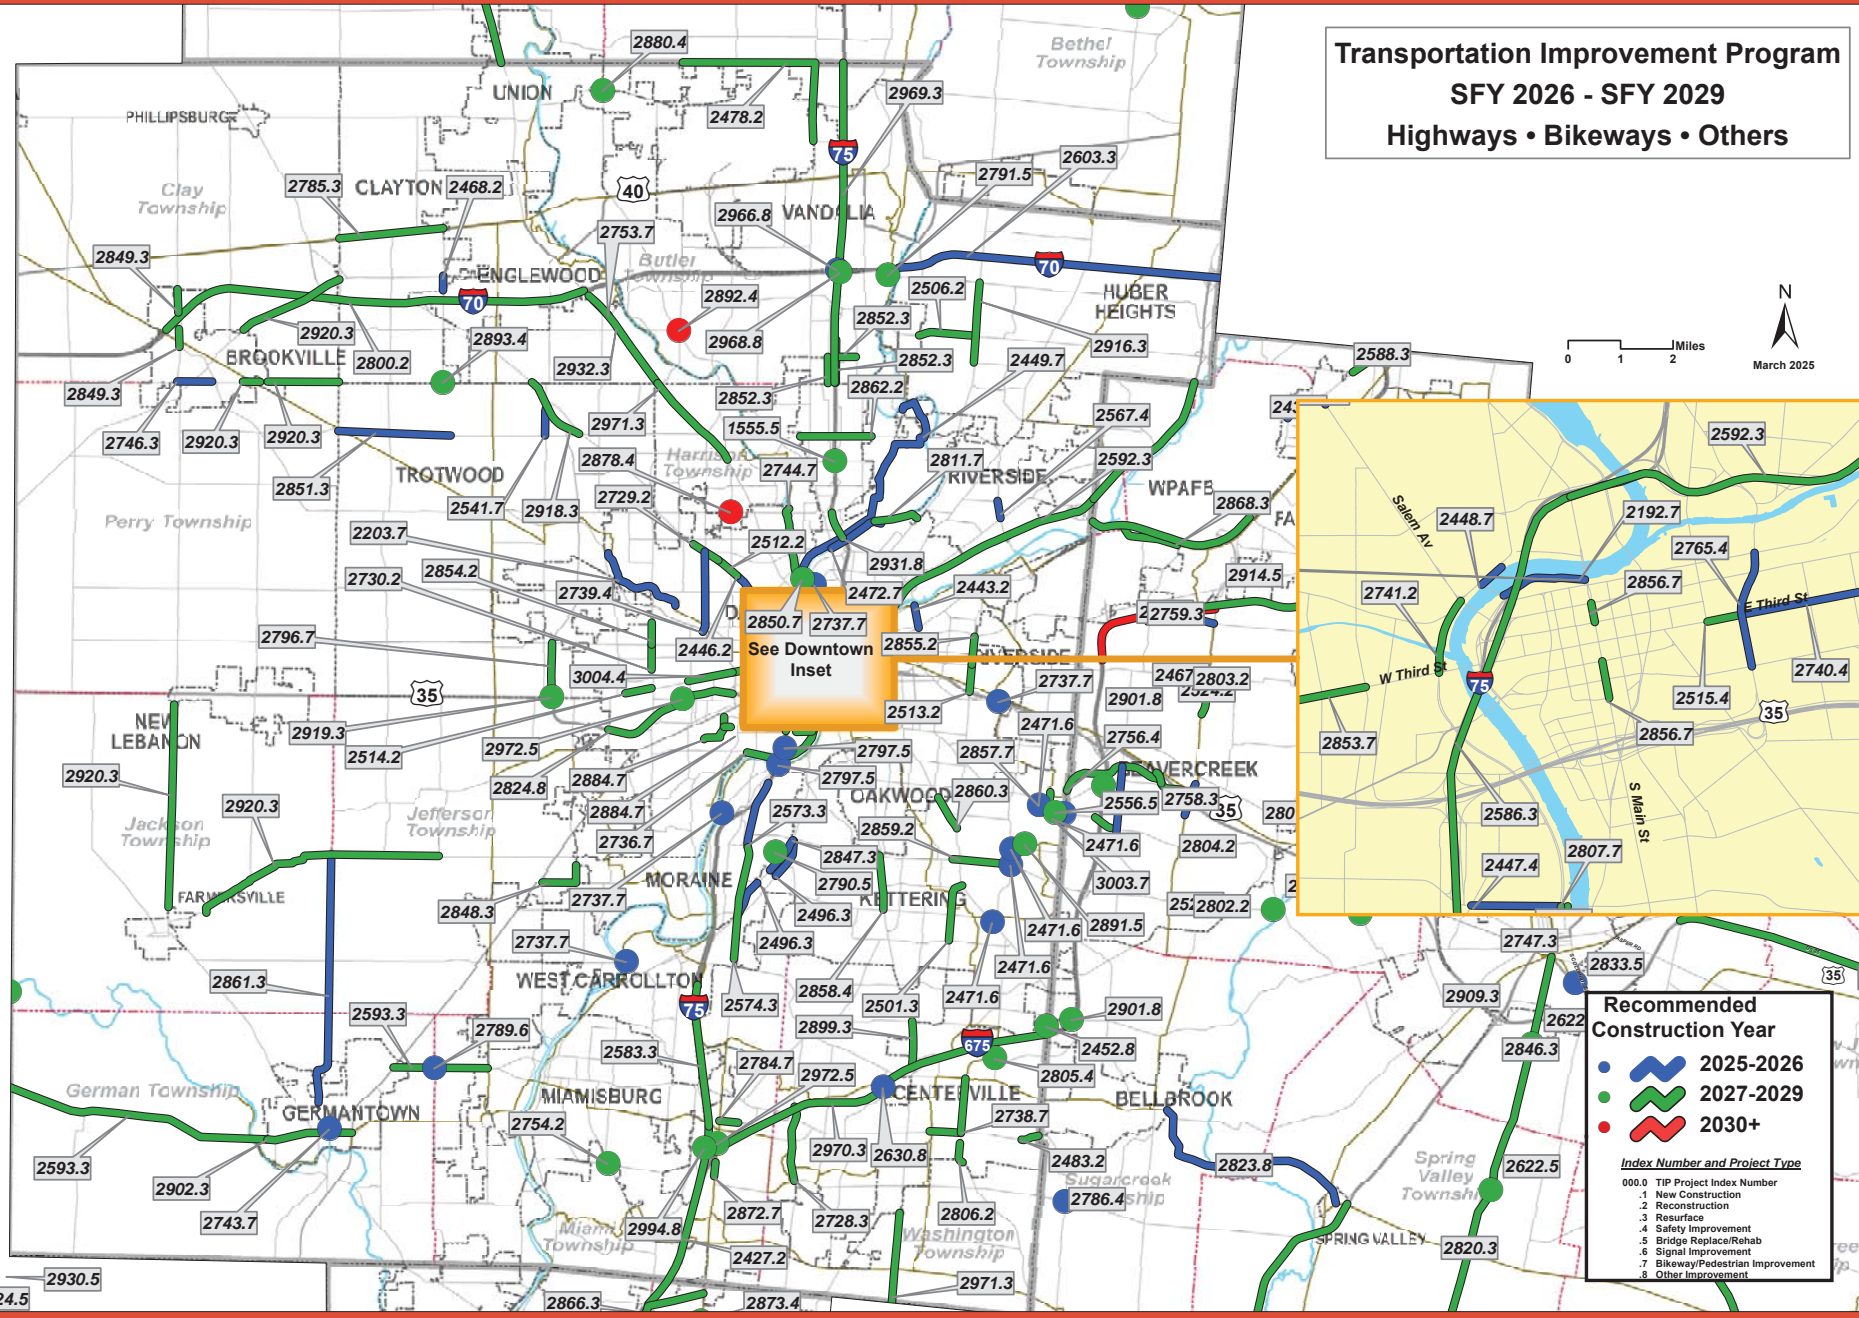 Transportation Improvement Program
SFY 2026 - SFY 2029
Highways • Bikeways • Others
2880.4
Bethel
Township
UNION
2969.3
2478.2
PHILLIPSBURG
75
2603.3
2791.5
2785.3
CLAYTON
2468.2
40
Clay
Township
2966.8
VANDALIA
2753.7
2849.3
Butler
Township
ENGLEWOOD
70
70
2892.4
2506.2
HUBER
HEIGHTS
N
2852.3
2920.3
2893.4
2968.8
2916.3
BROOKVILLE
2800.2
2932.3
2852.3
2449.7
2588.3
0
1
2
Miles
March 2025
2849.3
2852.3
2862.2
2746.3
2920.3
2920.3
2971.3
1555.5
2567.4
2878.4
Harrison
Township
2744.7
2811.7
2592.3
TROTWOOD
RIVERSIDE
WPAFB
2851.3
2729.2
2541.7
2918.3
2868.3
Perry Township
2203.7
2512.2
2931.8
2730.2
2854.2
2739.4
2472.7
2443.2
2914.5
2850.7
2737.7
2759.3
2796.7
2446.2
See Downtown
Inset
2855.2
RIVERSIDE
3004.4
35
2737.7
2803.2
2901.8
2513.2
NEW
LEBANON
2919.3
2514.2
2972.5
2471.6
2797.5
2857.7
2756.4
2920.3
2824.8
2884.7
2797.5
BEAVERCREEK
OAKWOOD
2860.3
2556.5
2758.3
35
2920.3
Jefferson
Township
2884.7
2573.3
Jackson
Township
2736.7
2859.2
2471.6
2804.2
2847.3
2790.5
3003.7
MORAINE
FARMERSVILLE
2848.3
2737.7
2496.3
KETTERING
2802.2
2471.6
2891.5
2737.7
2496.3
WEST CARROLLTON
2471.6
2861.3
2574.3
2858.4
2501.3
2471.6
75
2593.3
2789.6
2899.3
2901.8
675
2583.3
2452.8
2784.7
2972.5
2805.4
German Township
MIAMISBURG
GERMANTOWN
CENTERVILLE
BELLBROOK
2754.2
2738.7
2593.3
2970.3
2630.8
2483.2
2902.3
Sugarcreek
2786.4
2823.8
2743.7
2994.8
2872.7
2728.3
2806.2
Miami
Township
Washington
Township
2427.2
2930.5
2971.3
2866.3
2873.4
SPRING VALLEY
2820.3
Spring
Valley
2622.5
2846.3
2909.3
2747.3
2833.5
35
2592.3
Salem Av
2448.7
2192.7
2765.4
2741.2
2856.7
E Third St
W Third St
75
2740.4
2515.4
35
2853.7
2856.7
2586.3
S Main St
2447.4
2807.7
Recommended
Construction Year
2025-2026
2027-2029
2030+
Index Number and Project Type
000.0 TIP Project Index Number
.1 New Construction
.2 Reconstruction
.3 Resurface
.4 Safety Improvement
.5 Bridge Replace/Rehab
.6 Signal Improvement
.7 Bikeway/Pedestrian Improvement
.8 Other Improvement